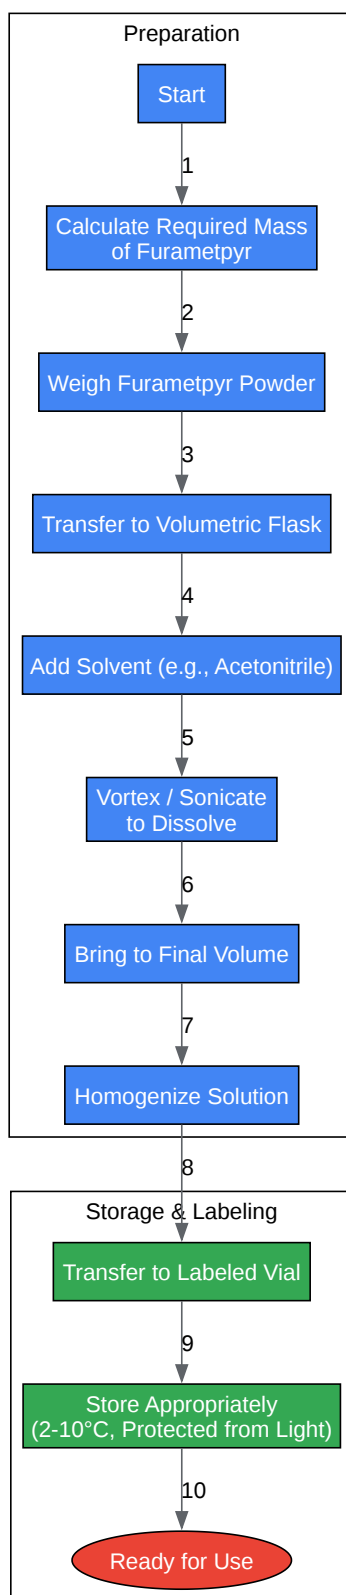 Preparation
Start
1
Calculate Required Mass
of Furametpyr
2
Weigh Furametpyr Powder
3
Transfer to Volumetric Flask
4
Add Solvent (e.g., Acetonitrile)
5
Vortex / Sonicate
to Dissolve
6
Bring to Final Volume
7
Homogenize Solution
8
Storage & Labeling
Transfer to Labeled Vial
9
Store Appropriately
(2-10°C, Protected from Light)
10
Ready for Use